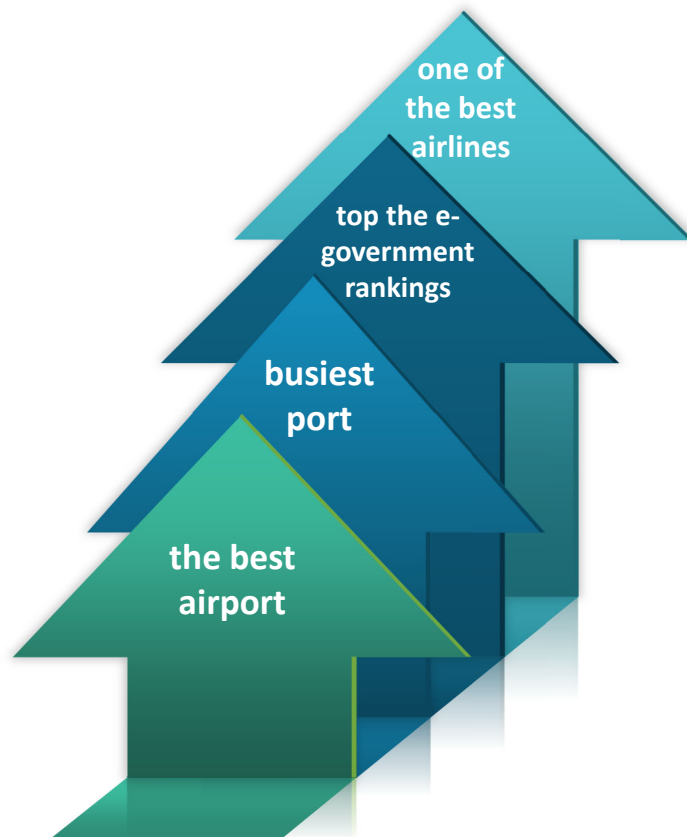 one of
the best
airlines
top the e-
government
rankings
busiest
port
the best
airport